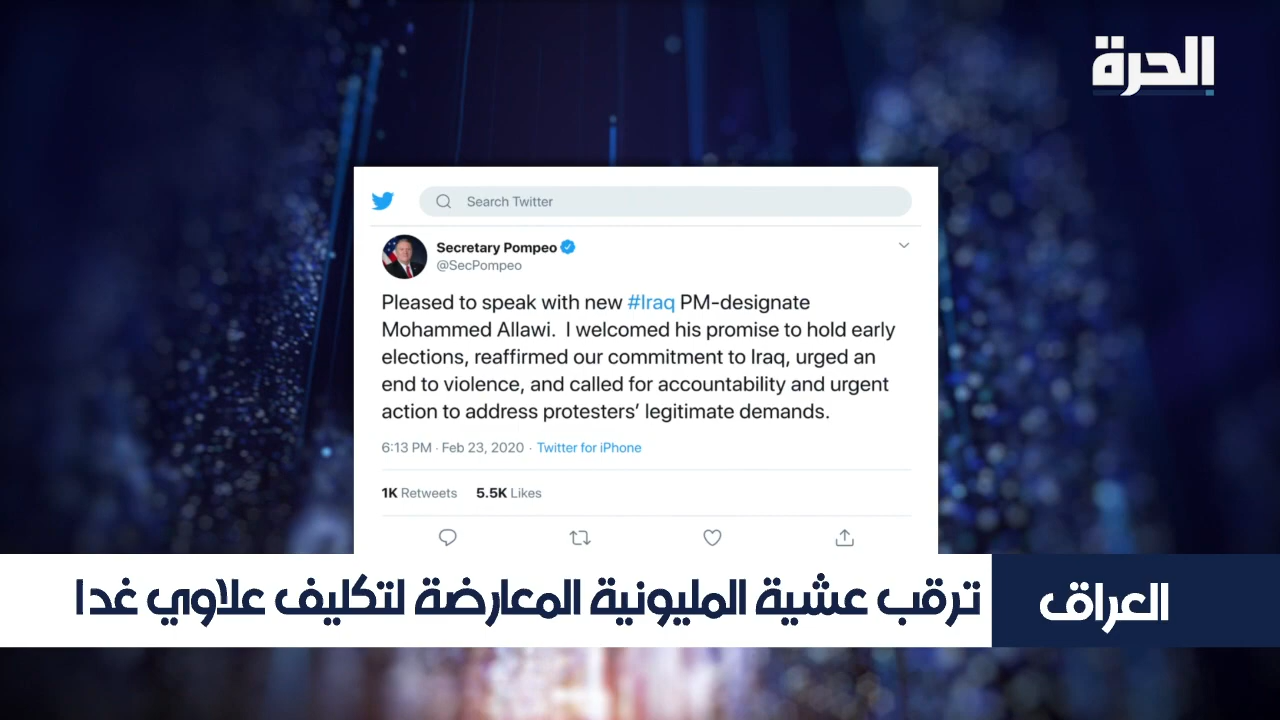 الحرة
Search Twitter
Secretary Pompeo
@SecPompeo
Pleased to speak with new #Iraq PM-designate
Mohammed Allawi.  I welcomed his promise to hold early
elections, reaffirmed our commitment to Iraq, urged an
end to violence, and called for accountability and urgent
action to address protesters’ legitimate demands.
6:13 PM · Feb 23, 2020 · Twitter for iPhone
1K Retweets 5.5K Likes
العراق
ترقب عشية المليونية المعارضة لتكليف علاوي غدا